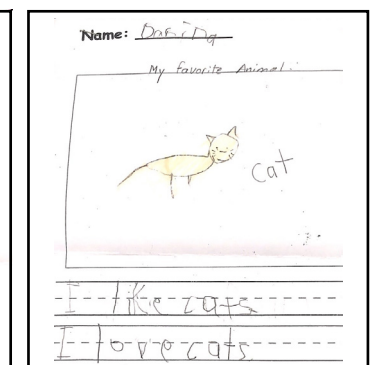 Name:
My Favorite Animal:
cat
I like cats
I love cats